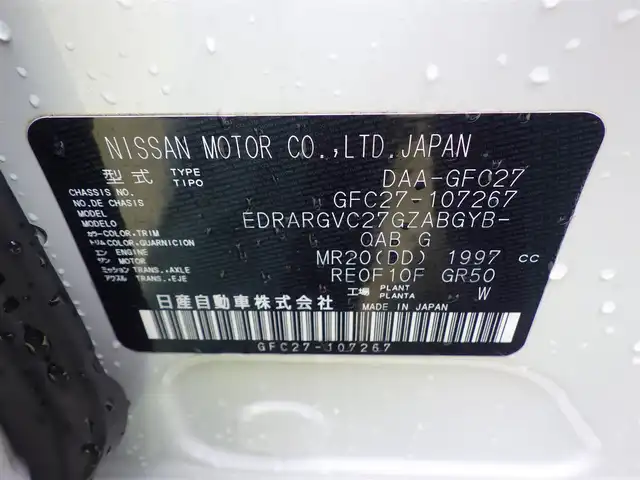 NISSAN MOTOR CO.,LTD.JAPAN
型式 TYPE TIPO DAA-GFC27
CHASSIS NO. NO.DE CHASIS GFC27-107267
MODEL MODELO EDRARGVC27GZABGYB-
カラー COLOR,TRIM トリム COLOR,GUARNICION QAB G
エン ENGINE ジン MOTOR MR20(DD) 1997 cc
ミッション TRANS.,AXLE アクスル TRANS.,EJE RE0F10F GR50
工場 PLANT PLANTA W
日産自動車株式会社 MADE IN JAPAN
GFC27-107267